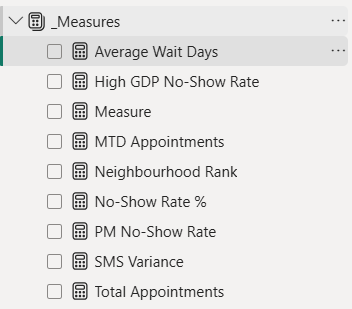 _Measures
Average Wait Days
High GDP No-Show Rate
Measure
MTD Appointments
Neighbourhood Rank
No-Show Rate %
PM No-Show Rate
SMS Variance
Total Appointments